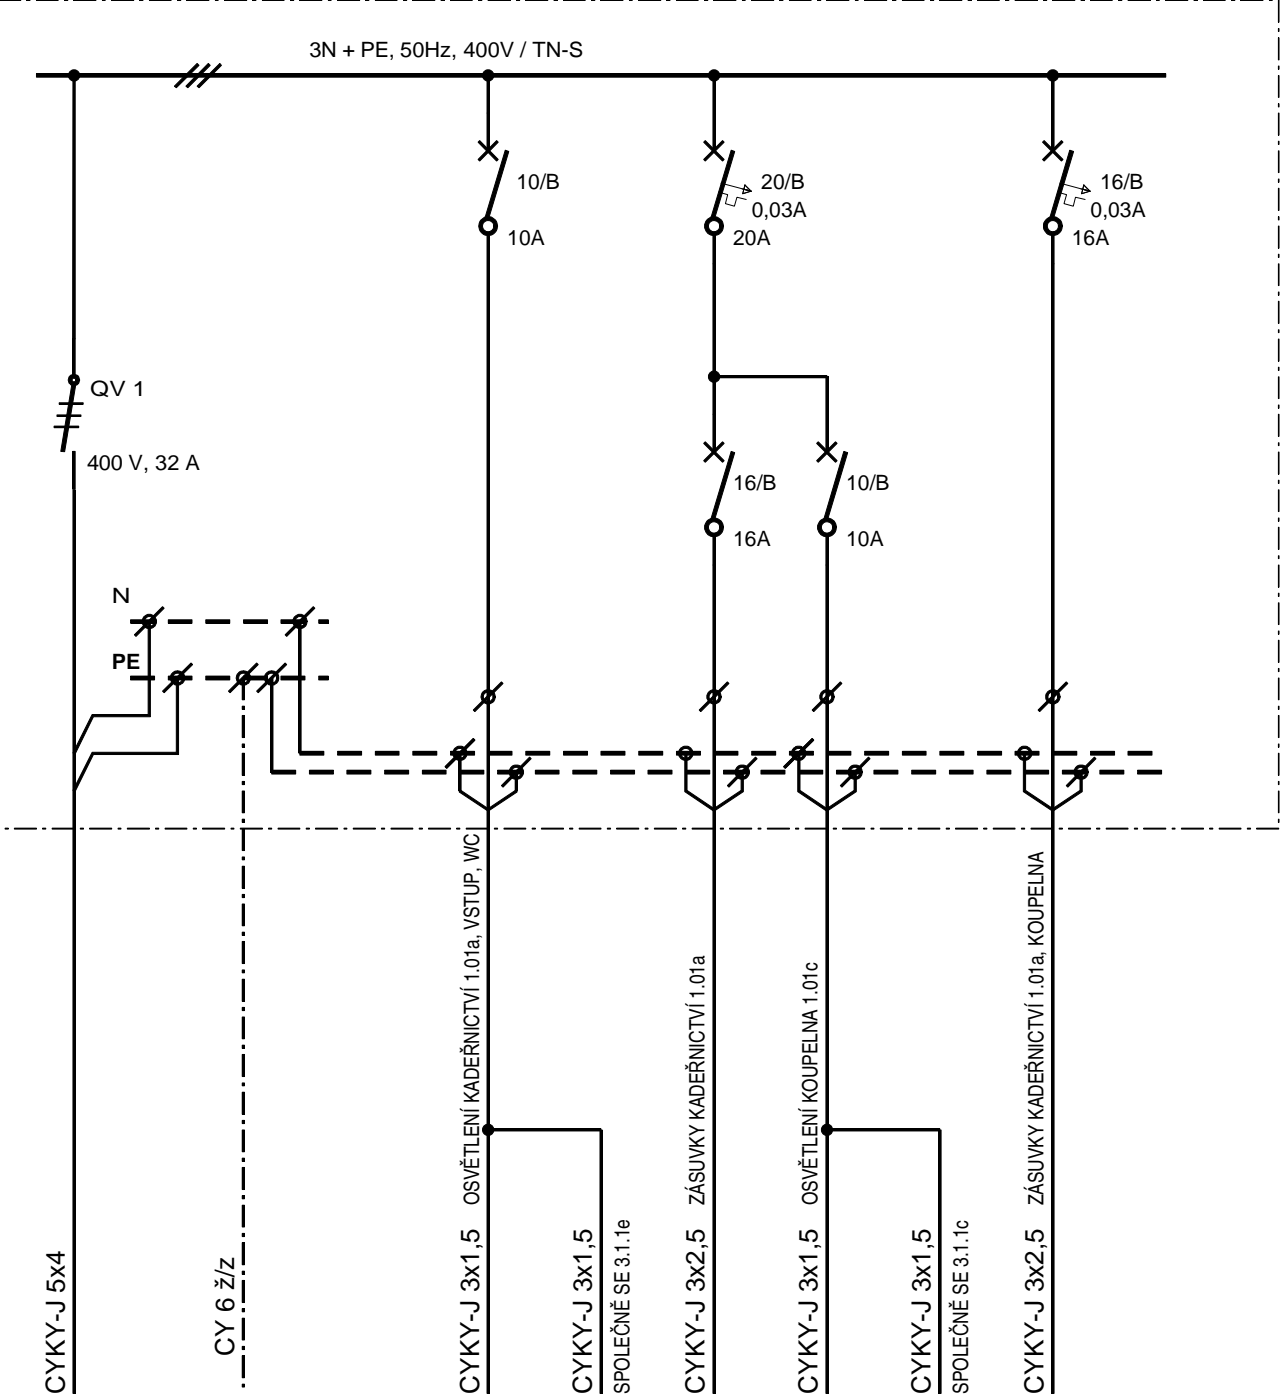 3N + PE, 50Hz, 400V / TN-S
10/B
10A
20/B
0,03A
20A
16/B
0,03A
16A
QV 1
400 V, 32 A
16/B
16A
10/B
10A
N
PE
CYKY-J 5x4
CY 6 ž/z
CYKY-J 3x1,5 OSVĚTLENÍ KADEŘNICTVÍ 1.01a, VSTUP, WC
CYKY-J 3x1,5
SPOLEČNĚ SE 3.1.1e
CYKY-J 3x2,5 ZÁSUVKY KADEŘNICTVÍ 1.01a
CYKY-J 3x1,5 OSVĚTLENÍ KOUPELNA 1.01c
CYKY-J 3x1,5
SPOLEČNĚ SE 3.1.1c
CYKY-J 3x2,5 ZÁSUVKY KADEŘNICTVÍ 1.01a, KOUPELNA